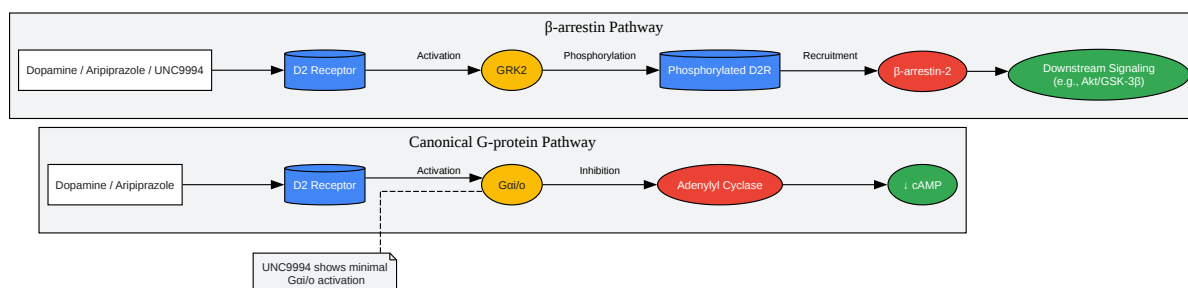 β-arrestin Pathway
Activation
Phosphorylation
Recruitment
Dopamine / Aripiprazole / UNC9994
D2 Receptor
GRK2
Phosphorylated D2R
β-arrestin-2
Downstream Signaling
(e.g., Akt/GSK-3β)
Canonical G-protein Pathway
Activation
Inhibition
Dopamine / Aripiprazole
D2 Receptor
Gαi/o
Adenylyl Cyclase
↓ cAMP
UNC9994 shows minimal
Gαi/o activation